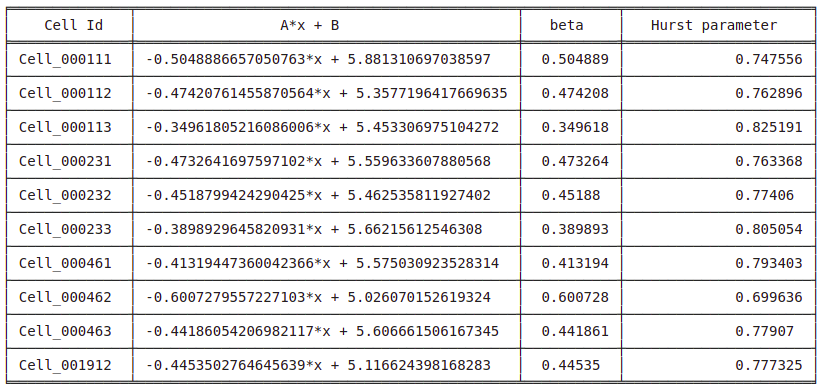 Cell Id A*x + B beta Hurst parameter
Cell_000111 -0.5048886657050763*x + 5.881310697038597 0.504889 0.747556
Cell_000112 -0.47420761455870564*x + 5.3577196417669635 0.474208 0.762896
Cell_000113 -0.34961805216086006*x + 5.453306975104272 0.349618 0.825191
Cell_000231 -0.4732641697597102*x + 5.559633607880568 0.473264 0.763368
Cell_000232 -0.4518799424290425*x + 5.462535811927402 0.45188 0.77406
Cell_000233 -0.3898929645820931*x + 5.66215612546308 0.389893 0.805054
Cell_000461 -0.41319447360042366*x + 5.575030923528314 0.413194 0.793403
Cell_000462 -0.6007279557227103*x + 5.026070152619324 0.600728 0.699636
Cell_000463 -0.44186054206982117*x + 5.606661506167345 0.441861 0.77907
Cell_001912 -0.4453502764645639*x + 5.116624398168283 0.44535 0.777325